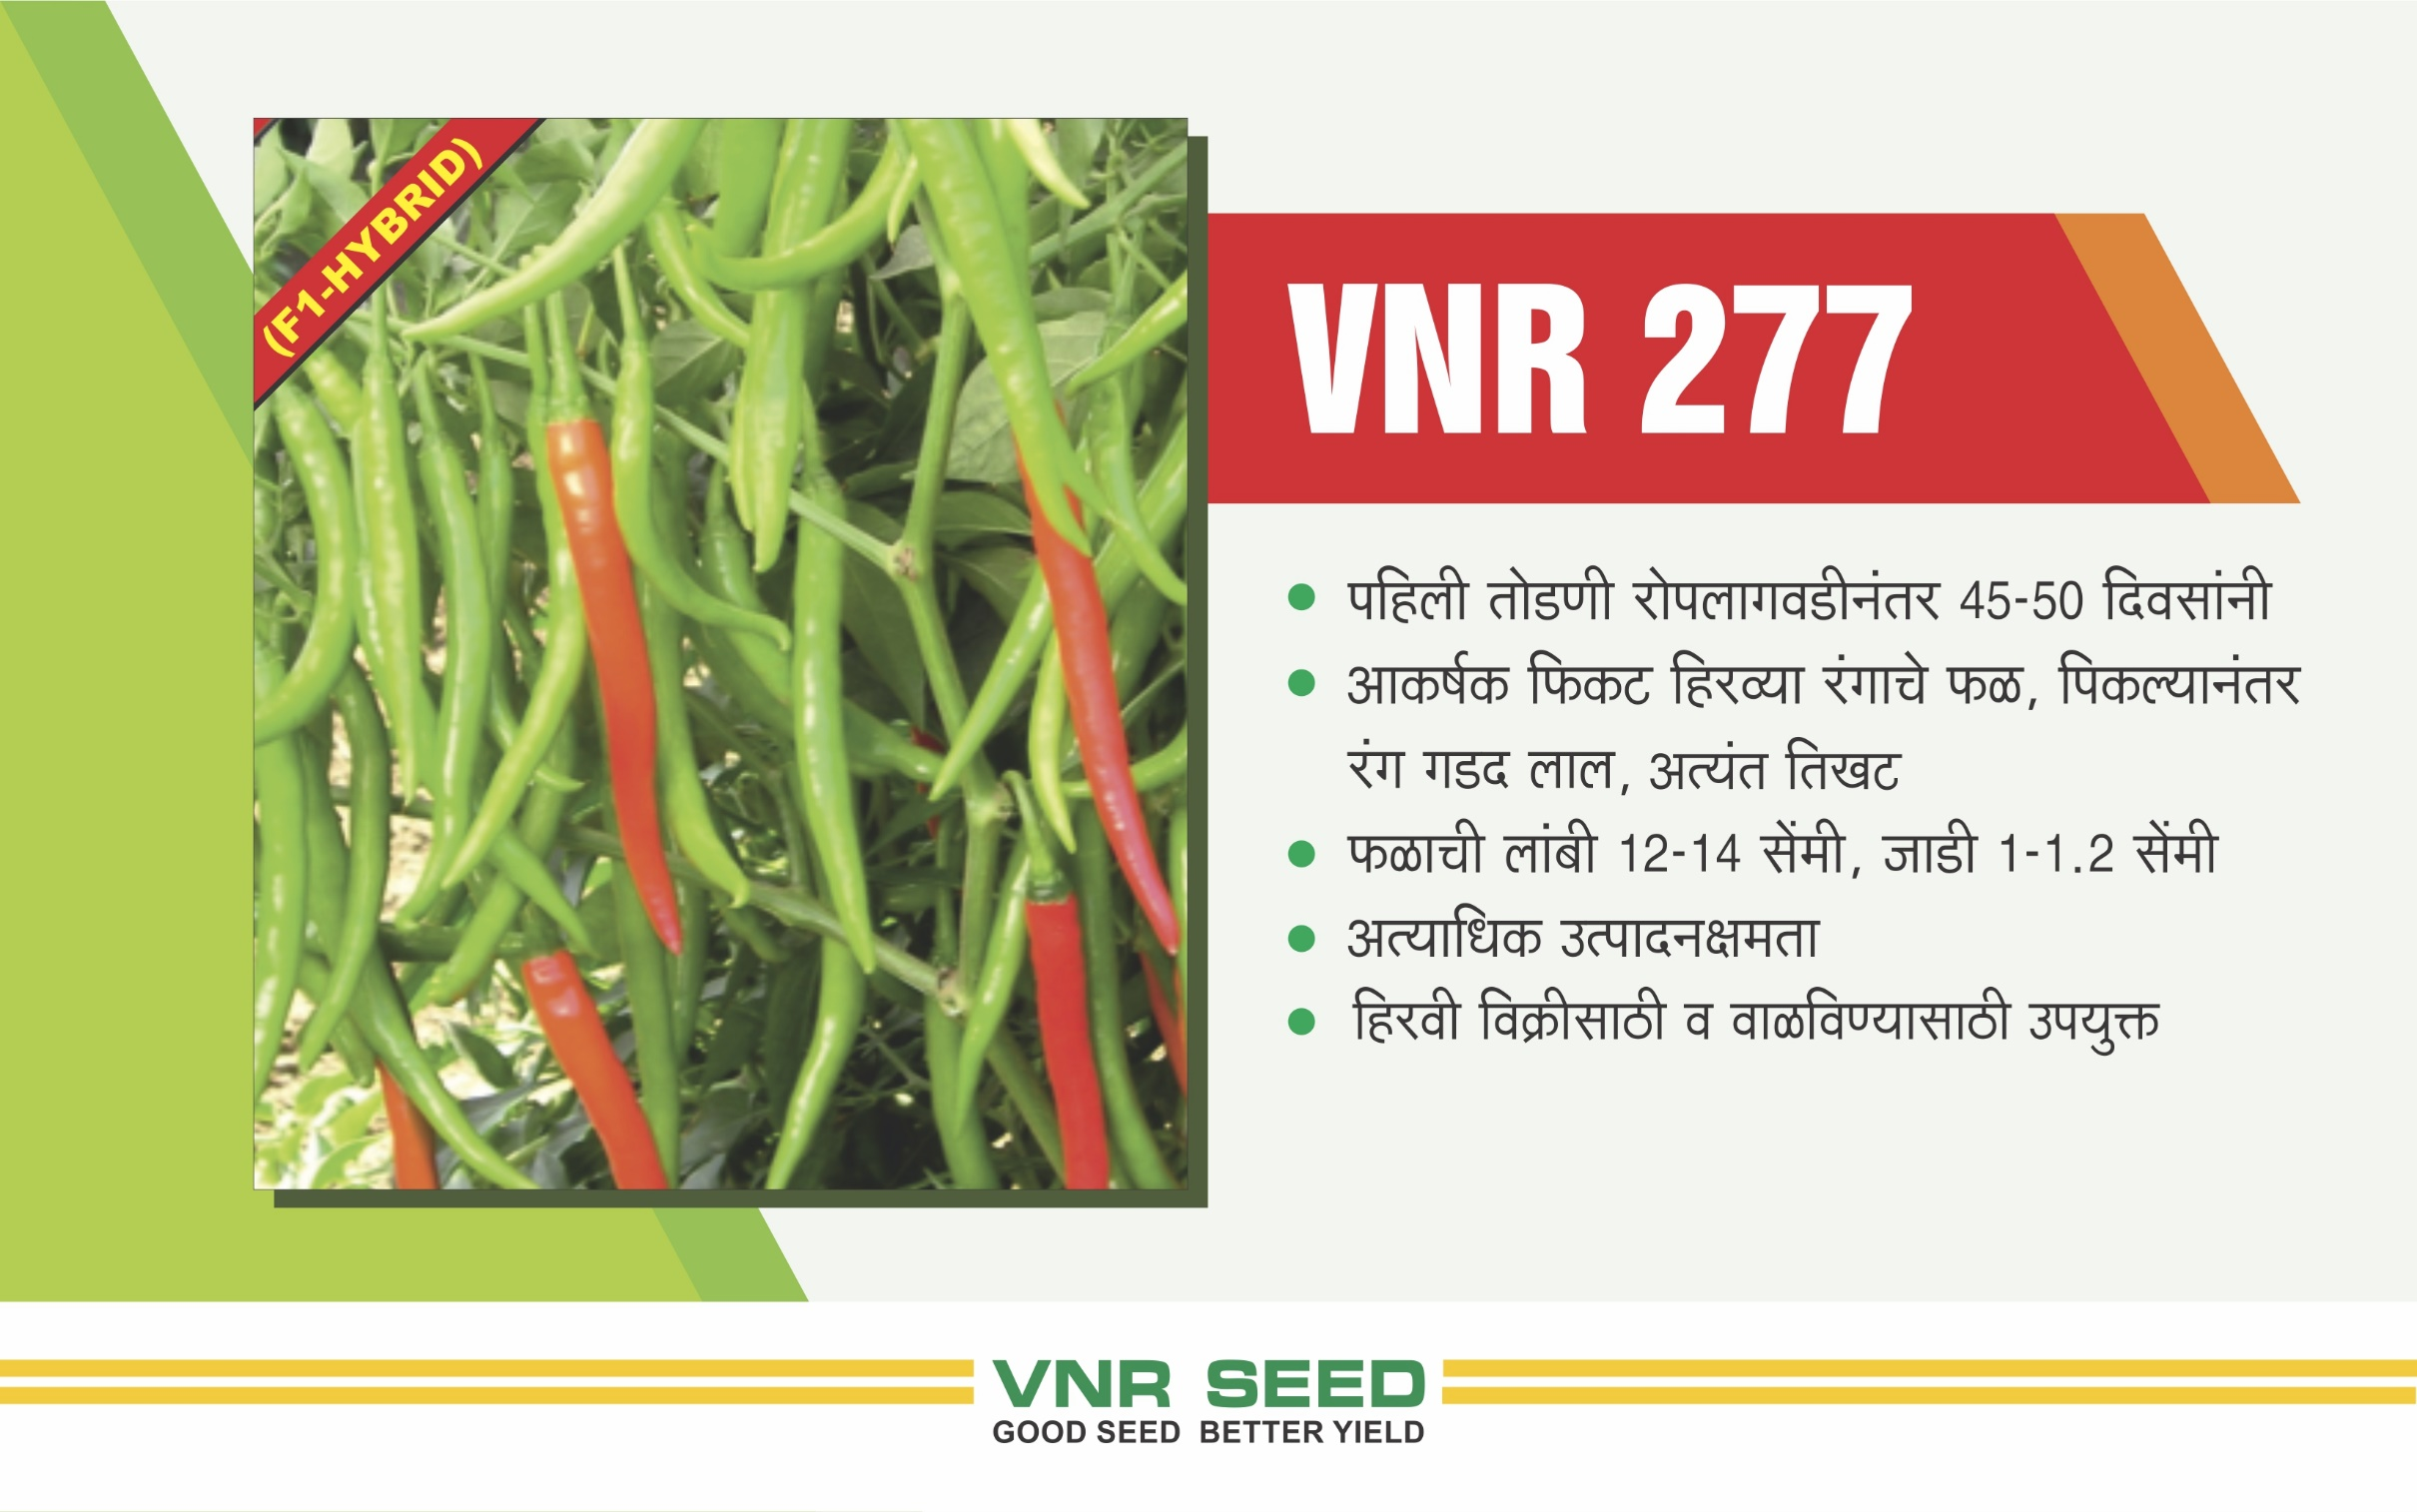 (F1-HYBRID)
VNR 277
पहिली तोडणी रोपलागवडीनंतर 45-50 दिवसांनी
आकर्षक फिकट हिरव्या रंगाचे फळ, पिकल्यानंतर
रंग गडद लाल, अत्यंत तिखट
फळाची लांबी 12-14 सेंमी, जाडी 1-1.2 सेंमी
अत्याधिक उत्पादनक्षमता
हिरवी विक्रीसाठी व वाळविण्यासाठी उपयुक्त
VNR SEED
GOOD SEED BETTER YIELD